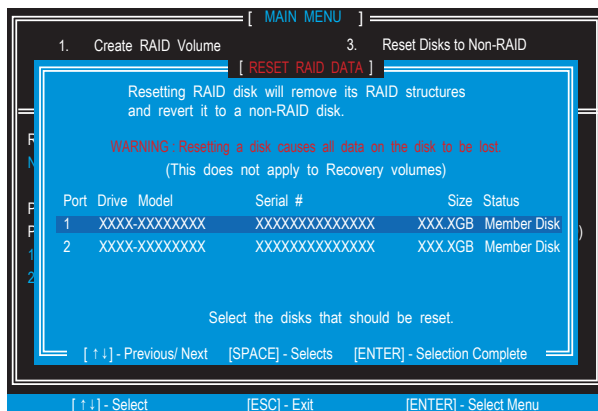 [ MAIN MENU ]
1. Create RAID Volume 3. Reset Disks to Non-RAID
[ RESET RAID DATA ]
Resetting RAID disk will remove its RAID structures
and revert it to a non-RAID disk.
WARNING : Resetting a disk causes all data on the disk to be lost.
(This does not apply to Recovery volumes)
Port Drive Model Serial # Size Status
1 XXXX-XXXXXXXX XXXXXXXXXXXXXX XXX.XGB Member Disk
2 XXXX-XXXXXXXX XXXXXXXXXXXXXX XXX.XGB Member Disk
Select the disks that should be reset.
[ ↑↓] - Previous/ Next [SPACE] - Selects [ENTER] - Selection Complete
[ ↑↓] - Select [ESC] - Exit [ENTER] - Select Menu